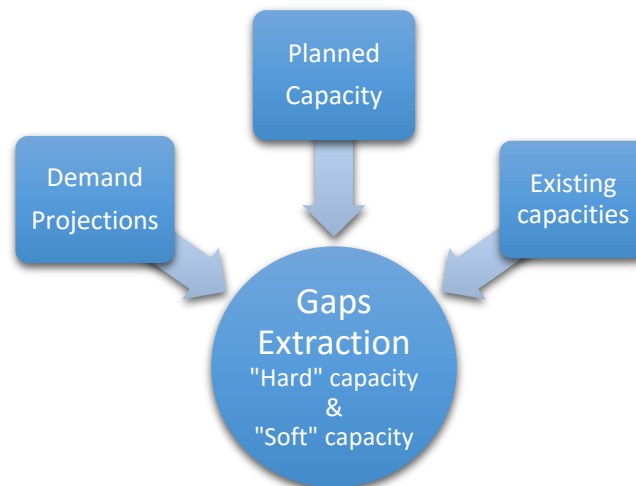 Planned
Capacity
Demand
Projections
Existing
capacities
Gaps
Extraction
"Hard" capacity
&
"Soft" capacity